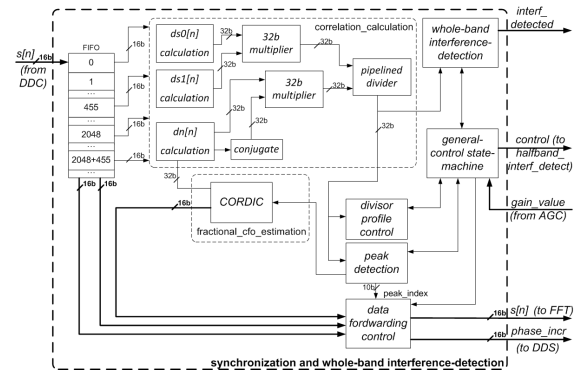 s[n]
16b
(from
DDC)
FIFO
0
1
...
455
...
2048
...
2048+455
...
16b
16b
16b
16b
16b
16b
correlation_calculation
ds0[n]
calculation
ds1[n]
calculation
dn[n]
calculation
conjugate
32b
multiplier
32b
multiplier
pipelined
divider
32b
32b
32b
32b
32b
32b
32b
32b
CORDIC
fractional_cfo_estimation
16b
whole-band
interference-
detection
general-
control state-
machine
divisor
profile
control
peak
detection
10b
peak_index
data
fordwarding
control
interf_
detected
control (to
halfband_
interf_detect)
gain_value
(from AGC)
16b
s[n] (to FFT)
16b
phase_incr
(to DDS)
synchronization and whole-band interference-detection